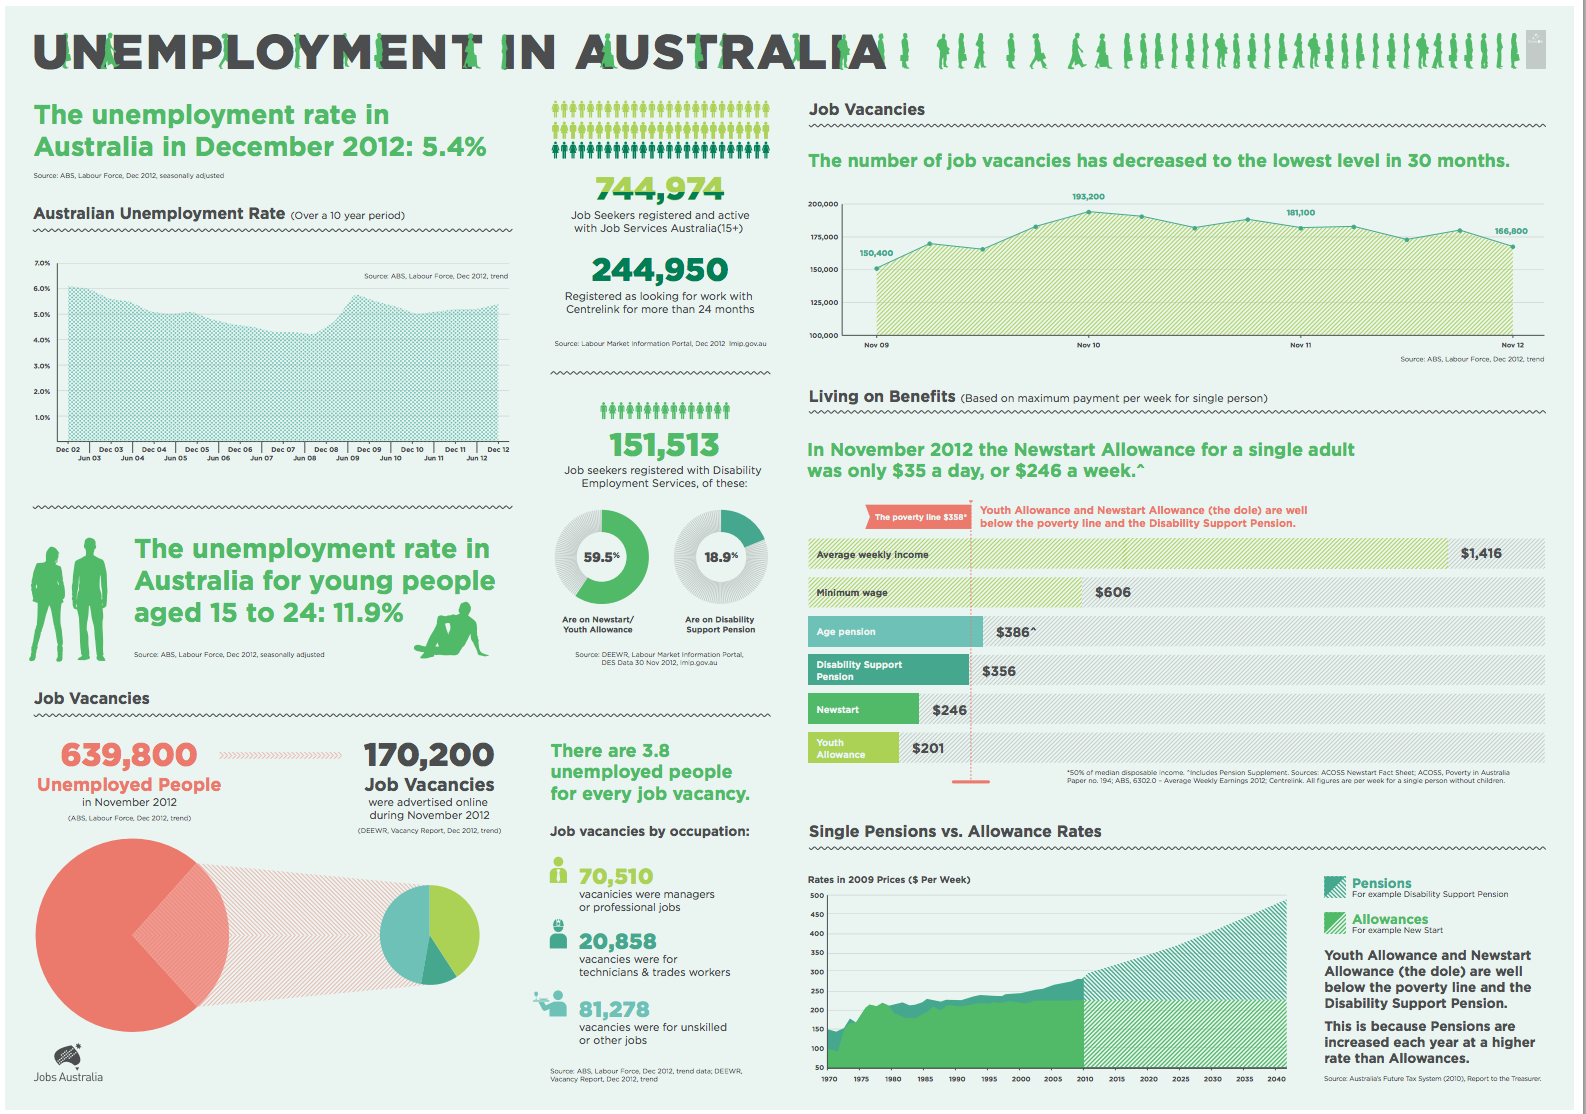 UNEMPLOYMENT IN AUSTRALIA
The unemployment rate in
Australia in December 2012: 5.4%
Source: ABS, Labour Force, Dec 2012, seasonally adjusted
Australian Unemployment Rate (Over a 10 year period)
Source: ABS, Labour Force, Dec 2012, trend
7.0%
6.0%
5.0%
4.0%
3.0%
2.0%
1.0%
Dec 02 Dec 03 Dec 04 Dec 05 Dec 06 Dec 07 Dec 08 Dec 09 Dec 10 Dec 11 Dec 12
Jun 03 Jun 04 Jun 05 Jun 06 Jun 07 Jun 08 Jun 09 Jun 10 Jun 11 Jun 12
The unemployment rate in
Australia for young people
aged 15 to 24: 11.9%
Source: ABS, Labour Force, Dec 2012, seasonally adjusted
744,974
Job Seekers registered and active
with Job Services Australia(15+)
244,950
Registered as looking for work with
Centrelink for more than 24 months
Source: Labour Market Information Portal, Dec 2012 lmip.gov.au
151,513
Job seekers registered with Disability
Employment Services, of these:
59.5%
18.9%
Are on Newstart/
Youth Allowance
Are on Disability
Support Pension
Source: DEEWR, Labour Market Information Portal,
DES Data 30 Nov 2012, lmip.gov.au
Job Vacancies
639,800
Unemployed People
in November 2012
(ABS, Labour Force, Dec 2012, trend)
170,200
Job Vacancies
were advertised online
during November 2012
(DEEWR, Vacancy Report, Dec 2012, trend)
There are 3.8
unemployed people
for every job vacancy.
Job vacancies by occupation:
70,510
vacancies were managers
or professional jobs
20,858
vacancies were for
technicians & trades workers
81,278
vacancies were for unskilled
or other jobs
Source: ABS, Labour Force, Dec 2012, trend data; DEEWR,
Vacancy Report, Dec 2012, trend
Jobs Australia
Job Vacancies
The number of job vacancies has decreased to the lowest level in 30 months.
200,000
175,000
150,000
125,000
100,000
150,400
193,200
181,100
166,800
Nov 09 Nov 10 Nov 11 Nov 12
Source: ABS, Labour Force, Dec 2012, trend
Living on Benefits (Based on maximum payment per week for single person)
In November 2012 the Newstart Allowance for a single adult
was only $35 a day, or $246 a week.^
The poverty line $358*
Youth Allowance and Newstart Allowance (the dole) are well
below the poverty line and the Disability Support Pension.
Average weekly income $1,416
Minimum wage $606
Age pension $386^
Disability Support
Pension $356
Newstart $246
Youth
Allowance $201
*50% of median disposable income. ^Includes Pension Supplement. Sources: ACOSS Newstart Fact Sheet; ACOSS, Poverty in Australia
Paper no. 194; ABS, 6302.0 – Average Weekly Earnings 2012; Centrelink. All figures are per week for a single person without children.
Single Pensions vs. Allowance Rates
Rates in 2009 Prices ($ Per Week)
500
450
400
350
300
250
200
150
100
50
1970 1975 1980 1985 1990 1995 2000 2005 2010 2015 2020 2025 2030 2035 2040
Pensions
For example Disability Support Pension
Allowances
For example New Start
Youth Allowance and Newstart
Allowance (the dole) are well
below the poverty line and the
Disability Support Pension.
This is because Pensions are
increased each year at a higher
rate than Allowances.
Source: Australia's Future Tax System (2010), Report to the Treasurer.